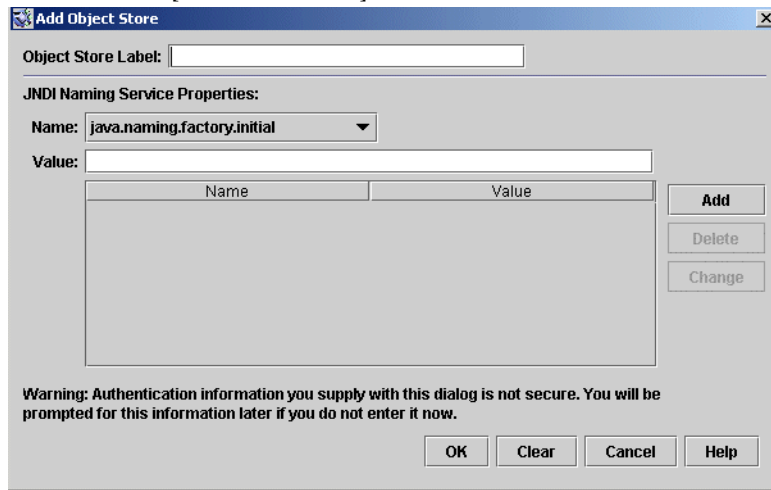 Add Object Store
Object Store Label:
JNDI Naming Service Properties:
Name: java.naming.factory.initial
Value:
Name Value
Add
Delete
Change
Warning: Authentication information you supply with this dialog is not secure. You will be
prompted for this information later if you do not enter it now.
OK Clear Cancel Help